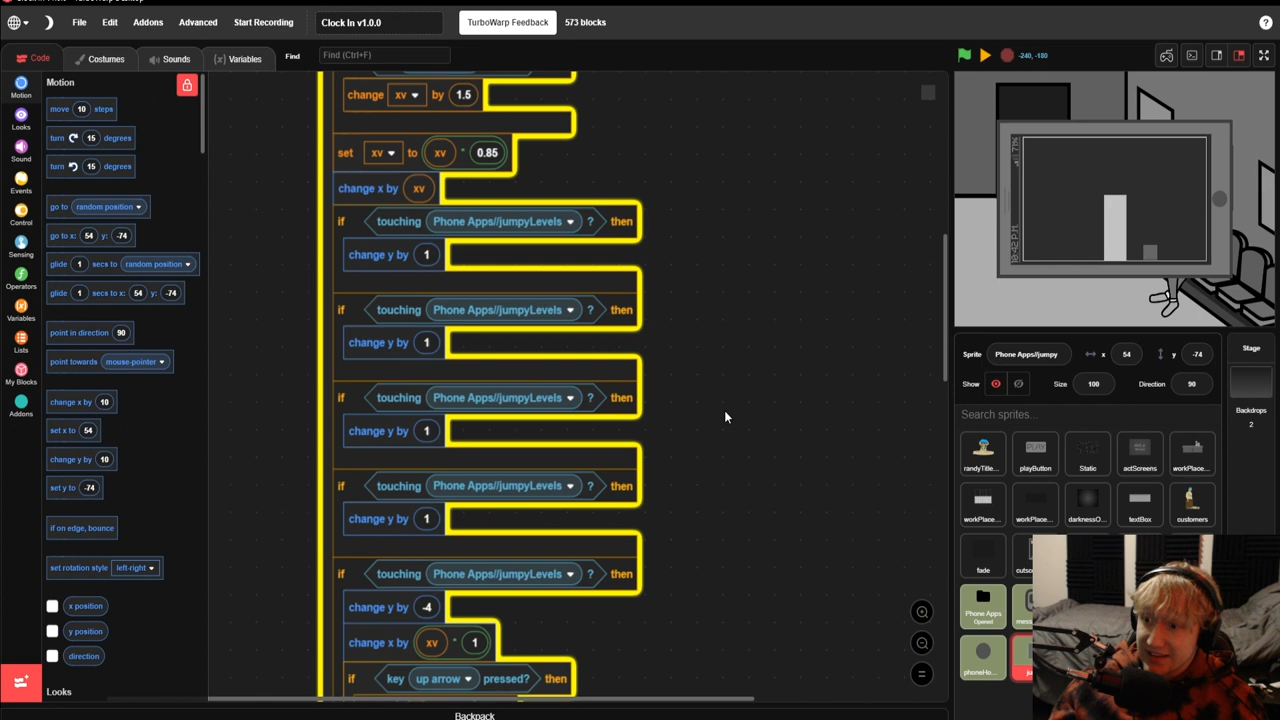 File Edit Addons Advanced Start Recording Clock In v1.0.0 TurboWarp Feedback 573 blocks ?
Code Costumes Sounds Variables Find Find (Ctrl+F) -240, -180
Motion
Motion
Looks
Sound
Events
Control
Sensing
Operators
Variables
Lists
My Blocks
Addons
move 10 steps
turn 15 degrees
turn 15 degrees
go to random position
go to x: 54 y: -74
glide 1 secs to random position
glide 1 secs to x: 54 y: -74
point in direction 90
point towards mouse-pointer
change x by 10
set x to 54
change y by 10
set y to -74
if on edge, bounce
set rotation style left-right
x position
y position
direction
Looks
change xv by 1.5
set xv to xv * 0.85
change x by xv
if touching Phone Apps//jumpyLevels ? then
change y by 1
if touching Phone Apps//jumpyLevels ? then
change y by 1
if touching Phone Apps//jumpyLevels ? then
change y by 1
if touching Phone Apps//jumpyLevels ? then
change y by 1
if touching Phone Apps//jumpyLevels ? then
change y by -4
change x by xv * 1
if key up arrow pressed? then
Backpack
10:42 P.M.
Sprite Phone Apps//jumpy x 54 y -74
Show Size 100 Direction 90
Search sprites...
randyTitle... playButton Static actScreens workPlace...
workPlace... workPlace... darknessO... textBox customers
fade
Phone Apps
Opened
phoneHo...
Stage
Backdrops
2